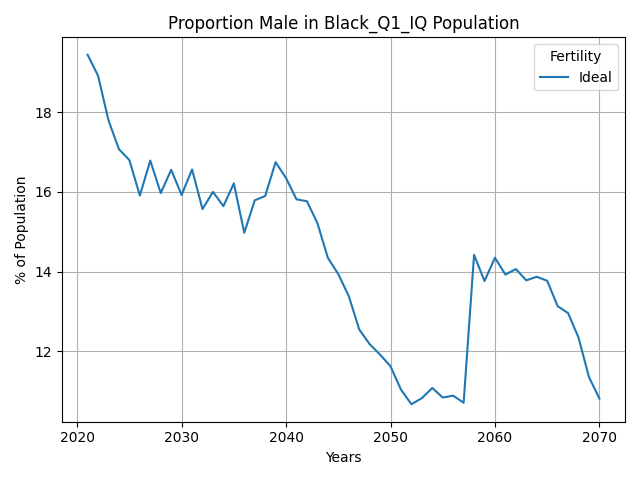 Proportion Male in Black_Q1_IQ Population
Fertility
Ideal
% of Population
18
16
14
12
2020 2030 2040 2050 2060 2070
Years